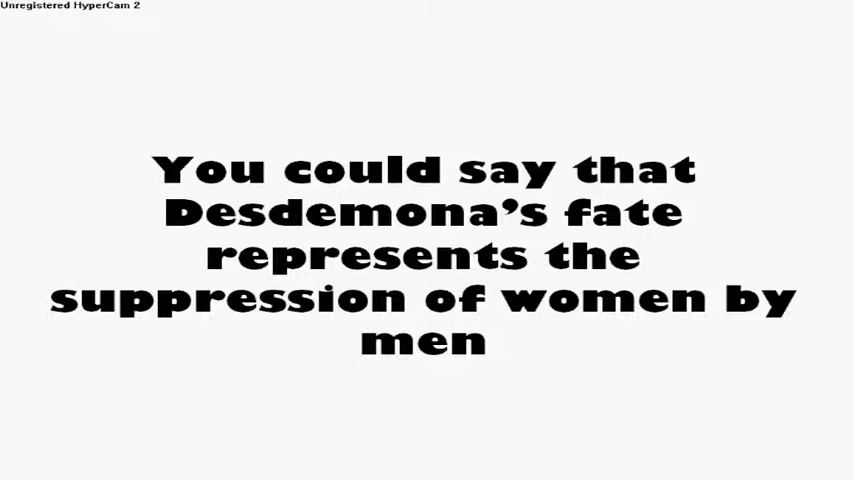 Unregistered HyperCam 2
You could say that
Desdemona’s fate
represents the
suppression of women by
men